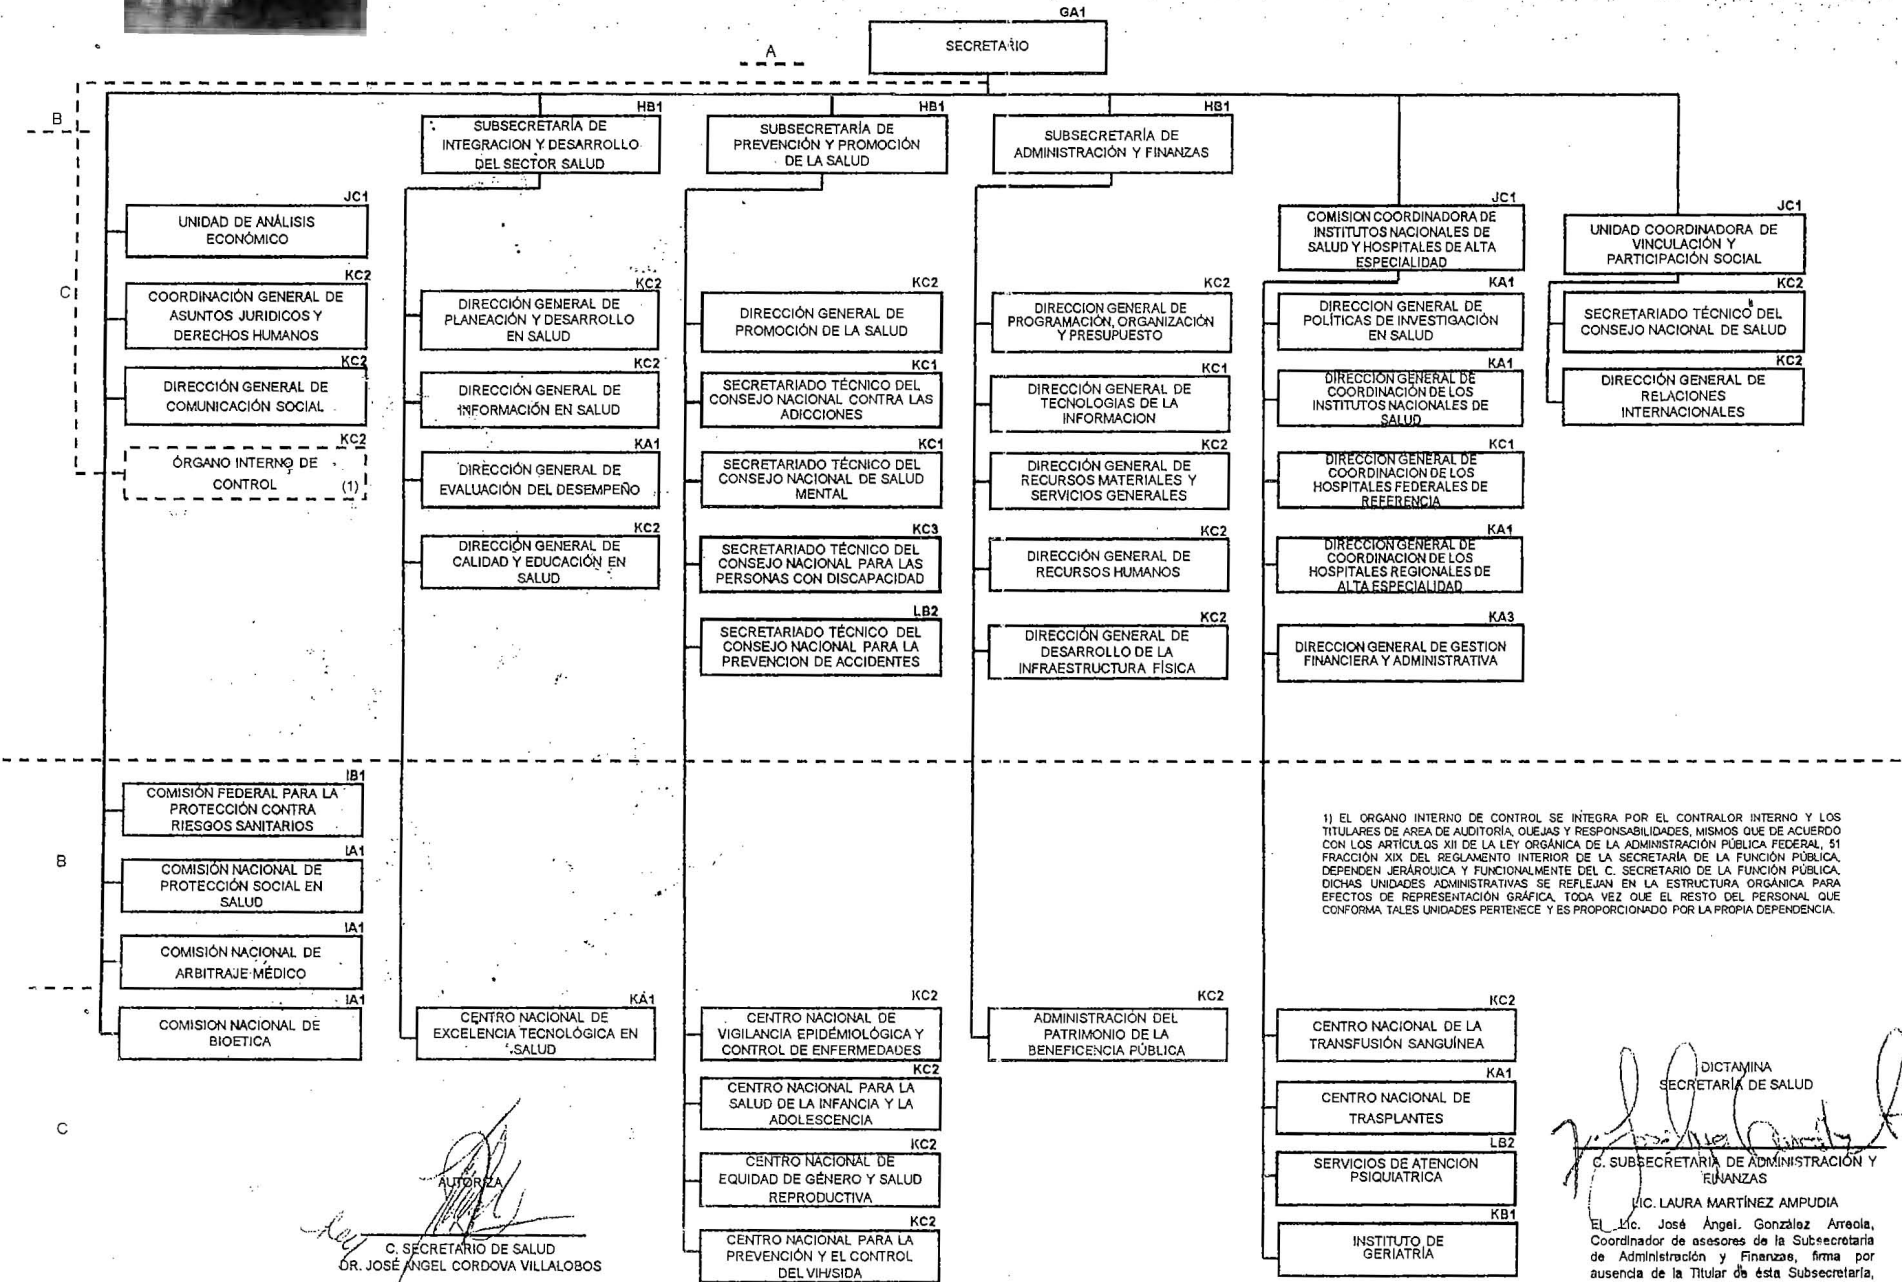 GA1
SECRETARIO
A
B
HB1
SUBSECRETARÍA DE
INTEGRACION Y DESARROLLO
DEL SECTOR SALUD
HB1
SUBSECRETARÍA DE
PREVENCIÓN Y PROMOCIÓN
DE LA SALUD
HB1
SUBSECRETARÍA DE
ADMINISTRACIÓN Y FINANZAS
C
JC1
UNIDAD DE ANÁLISIS
ECONÓMICO
KC2
COORDINACIÓN GENERAL DE
ASUNTOS JURIDICOS Y
DERECHOS HUMANOS
KC2
DIRECCIÓN GENERAL DE
COMUNICACIÓN SOCIAL
KC2
ÓRGANO INTERNO DE
CONTROL (1)
KC2
DIRECCIÓN GENERAL DE
PLANEACIÓN Y DESARROLLO
EN SALUD
KC2
DIRECCIÓN GENERAL DE
INFORMACIÓN EN SALUD
KA1
DIRECCIÓN GENERAL DE
EVALUACIÓN DEL DESEMPEÑO
KC2
DIRECCIÓN GENERAL DE
CALIDAD Y EDUCACIÓN EN
SALUD
KC2
DIRECCIÓN GENERAL DE
PROMOCIÓN DE LA SALUD
KC1
SECRETARIADO TÉCNICO DEL
CONSEJO NACIONAL CONTRA LAS
ADICCIONES
KC1
SECRETARIADO TÉCNICO DEL
CONSEJO NACIONAL DE SALUD
MENTAL
KC3
SECRETARIADO TÉCNICO DEL
CONSEJO NACIONAL PARA LAS
PERSONAS CON DISCAPACIDAD
LB2
SECRETARIADO TÉCNICO DEL
CONSEJO NACIONAL PARA LA
PREVENCION DE ACCIDENTES
KC2
DIRECCION GENERAL DE
PROGRAMACIÓN, ORGANIZACIÓN
Y PRESUPUESTO
KC1
DIRECCIÓN GENERAL DE
TECNOLOGIAS DE LA
INFORMACION
KC2
DIRECCIÓN GENERAL DE
RECURSOS MATERIALES Y
SERVICIOS GENERALES
KC2
DIRECCIÓN GENERAL DE
RECURSOS HUMANOS
KC2
DIRECCIÓN GENERAL DE
DESARROLLO DE LA
INFRAESTRUCTURA FÍSICA
JC1
COMISION COORDINADORA DE
INSTITUTOS NACIONALES DE
SALUD Y HOSPITALES DE ALTA
ESPECIALIDAD
KA1
DIRECCION GENERAL DE
POLÍTICAS DE INVESTIGACIÓN
EN SALUD
KA1
DIRECCIÓN GENERAL DE
COORDINACIÓN DE LOS
INSTITUTOS NACIONALES DE
SALUD
KC1
DIRECCIÓN GENERAL DE
COORDINACION DE LOS
HOSPITALES FEDERALES DE
REFERENCIA
KA1
DIRECCIÓN GENERAL DE
COORDINACION DE LOS
HOSPITALES REGIONALES DE
ALTA ESPECIALIDAD
KA3
DIRECCION GENERAL DE GESTION
FINANCIERA Y ADMINISTRATIVA
JC1
UNIDAD COORDINADORA DE
VINCULACIÓN Y
PARTICIPACIÓN SOCIAL
KC2
SECRETARIADO TÉCNICO DEL
CONSEJO NACIONAL DE SALUD
KC2
DIRECCIÓN GENERAL DE
RELACIONES
INTERNACIONALES
B
IB1
COMISIÓN FEDERAL PARA LA
PROTECCIÓN CONTRA
RIESGOS SANITARIOS
IA1
COMISIÓN NACIONAL DE
PROTECCIÓN SOCIAL EN
SALUD
IA1
COMISIÓN NACIONAL DE
ARBITRAJE MÉDICO
IA1
COMISION NACIONAL DE
BIOETICA
C
KA1
CENTRO NACIONAL DE
EXCELENCIA TECNOLÓGICA EN
SALUD
KC2
CENTRO NACIONAL DE
VIGILANCIA EPIDÉMIOLÓGICA Y
CONTROL DE ENFERMEDADES
KC2
CENTRO NACIONAL PARA LA
SALUD DE LA INFANCIA Y LA
ADOLESCENCIA
KC2
CENTRO NACIONAL DE
EQUIDAD DE GÉNERO Y SALUD
REPRODUCTIVA
KC2
CENTRO NACIONAL PARA LA
PREVENCIÓN Y EL CONTROL
DEL VIH/SIDA
KC2
ADMINISTRACIÓN DEL
PATRIMONIO DE LA
BENEFICENCIA PÚBLICA
KC2
CENTRO NACIONAL DE LA
TRANSFUSIÓN SANGUÍNEA
KA1
CENTRO NACIONAL DE
TRASPLANTES
LB2
SERVICIOS DE ATENCION
PSIQUIATRICA
KB1
INSTITUTO DE
GERIATRÍA
1) EL ORGANO INTERNO DE CONTROL SE INTEGRA POR EL CONTRALOR INTERNO Y LOS
TITULARES DE AREA DE AUDITORÍA, QUEJAS Y RESPONSABILIDADES, MISMOS QUE DE ACUERDO
CON LOS ARTÍCULOS XII DE LA LEY ORGÁNICA DE LA ADMINISTRACIÓN PÚBLICA FEDERAL, 51
FRACCIÓN XIX DEL REGLAMENTO INTERIOR DE LA SECRETARÍA DE LA FUNCIÓN PÚBLICA,
DEPENDEN JERÁRQUICA Y FUNCIONALMENTE DEL C. SECRETARIO DE LA FUNCIÓN PÚBLICA.
DICHAS UNIDADES ADMINISTRATIVAS SE REFLEJAN EN LA ESTRUCTURA ORGÁNICA PARA
EFECTOS DE REPRESENTACIÓN GRÁFICA, TODA VEZ QUE EL RESTO DEL PERSONAL QUE
CONFORMA TALES UNIDADES PERTENECE Y ES PROPORCIONADO POR LA PROPIA DEPENDENCIA.
AUTORIZA
C. SECRETARIO DE SALUD
DR. JOSÉ ANGEL CORDOVA VILLALOBOS
DICTAMINA
SECRETARÍA DE SALUD
C. SUBSECRETARIA DE ADMINISTRACIÓN Y
FINANZAS
LIC. LAURA MARTÍNEZ AMPUDIA
El Lic. José Ángel González Arreola,
Coordinador de asesores de la Subsecretaria
de Administración y Finanzas, firma por
ausencia de la Titular de ésta Subsecretaría,